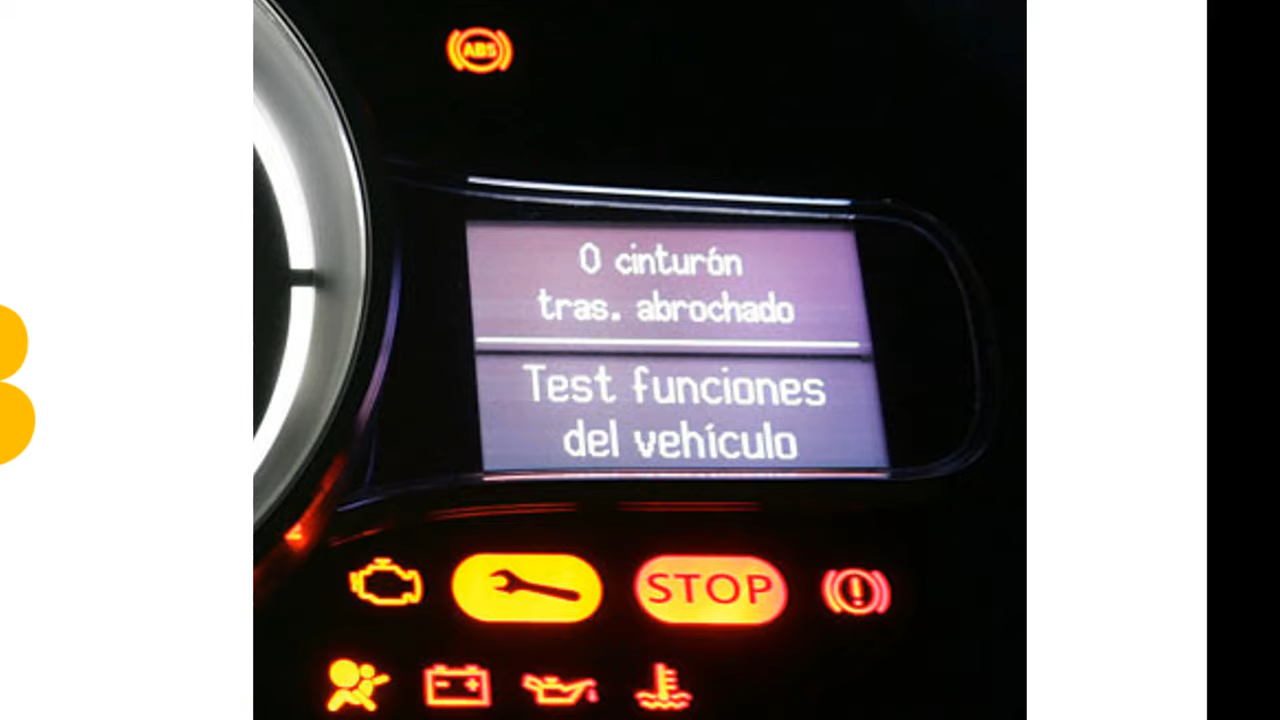 ABS
0 cinturón
tras. abrochado
Test funciones
del vehículo
STOP